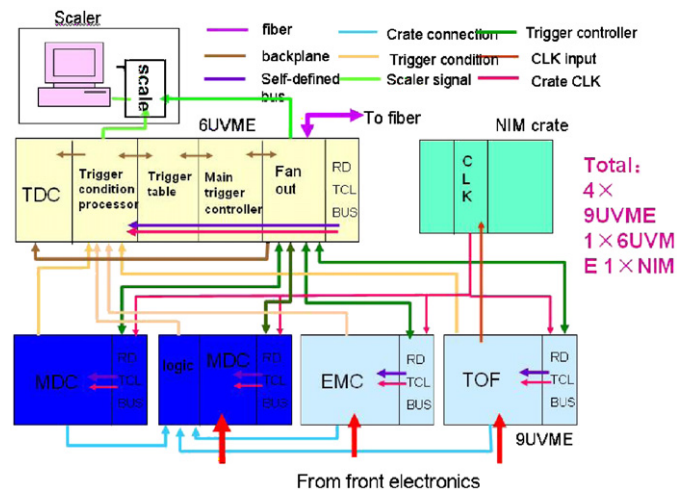 Scaler
fiber
Crate connection
Trigger controller
backplane
Trigger condition
CLK input
Self-defined
bus
Scaler signal
Crate CLK
scale
6UVME
To fiber
NIM crate
TDC
Trigger
condition
processor
Trigger
table
Main
trigger
controller
Fan
out
RD
TCL
BUS
C
L
K
Total:
4×
9UVME
1×6UVM
E 1×NIM
MDC
RD
TCL
BUS
logic
MDC
RD
TCL
BUS
EMC
RD
TCL
BUS
TOF
RD
TCL
BUS
9UVME
From front electronics